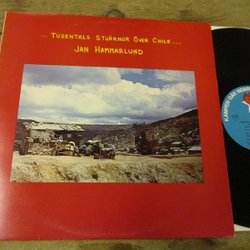 ... Tusentals Stjärnor Över Chile ...
Jan Hammarlund